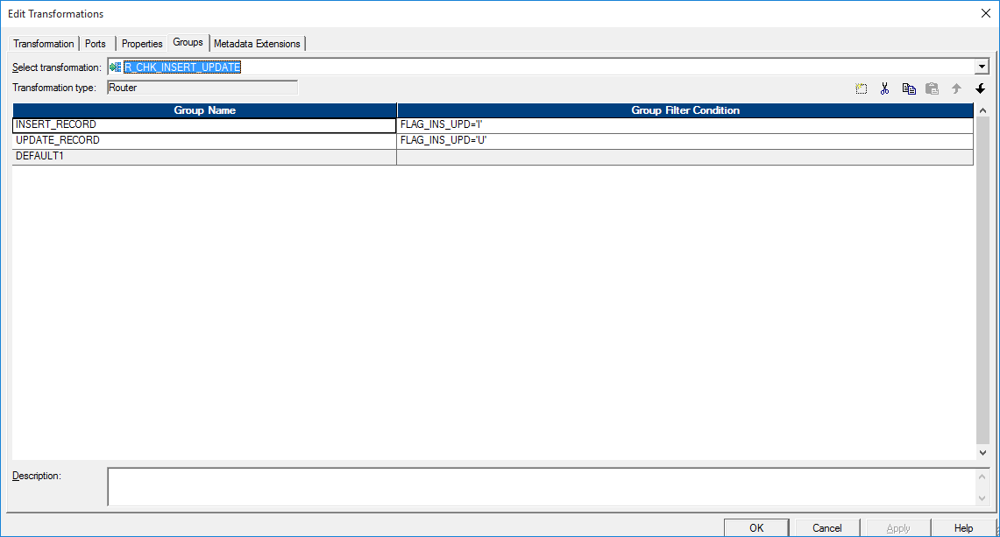 Edit Transformations
Transformation Ports Properties Groups Metadata Extensions
Select transformation: R_CHK_INSERT_UPDATE
Transformation type: Router
Group Name Group Filter Condition
INSERT_RECORD FLAG_INS_UPD='I'
UPDATE_RECORD FLAG_INS_UPD='U'
DEFAULT1
Description:
OK Cancel Apply Help